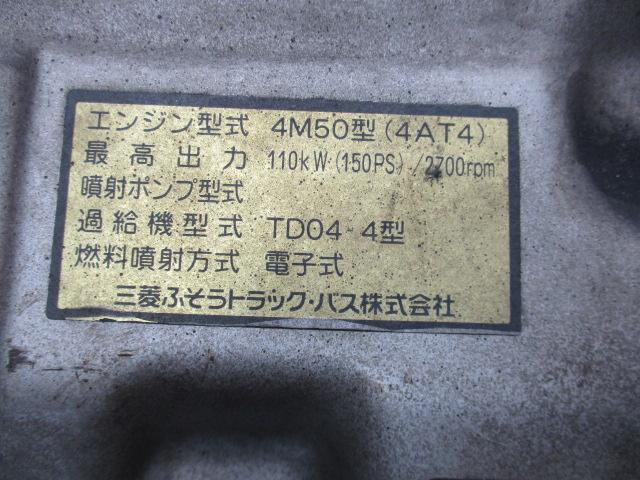 エンジン型式 4M50型(4AT4)
最高出力 110kW(150PS)/2700rpm
噴射ポンプ型式
過給機型式 TD04-4型
燃料噴射方式 電子式
三菱ふそうトラック・バス株式会社